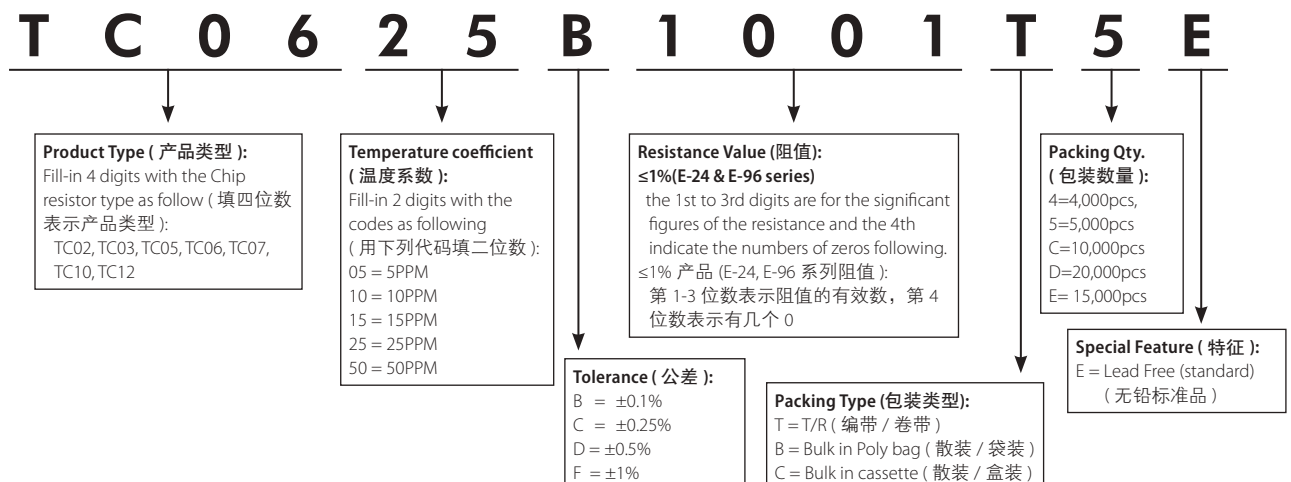 T C 0 6 2 5 B 1 0 0 1 T 5 E
Product Type ( 产品类型 ):
Fill-in 4 digits with the Chip
resistor type as follow ( 填四位数
表示产品类型 ):
TC02, TC03, TC05, TC06, TC07,
TC10, TC12
Temperature coefficient
( 温度系数 ):
Fill-in 2 digits with the
codes as following
( 用下列代码填二位数 ):
05 = 5PPM
10 = 10PPM
15 = 15PPM
25 = 25PPM
50 = 50PPM
Tolerance ( 公差 ):
B = ±0.1%
C = ±0.25%
D = ±0.5%
F = ±1%
Resistance Value (阻值):
≤1%(E-24 & E-96 series)
the 1st to 3rd digits are for the significant
figures of the resistance and the 4th
indicate the numbers of zeros following.
≤1% 产品 (E-24, E-96 系列阻值 ):
第 1-3 位数表示阻值的有效数，第 4
位数表示有几个 0
Packing Type (包装类型):
T = T/R ( 编带 / 卷带 )
B = Bulk in Poly bag ( 散装 / 袋装 )
C = Bulk in cassette ( 散装 / 盒装 )
Packing Qty.
( 包装数量 ):
4=4,000pcs,
5=5,000pcs
C=10,000pcs
D=20,000pcs
E= 15,000pcs
Special Feature ( 特征 ):
E = Lead Free (standard)
( 无铅标准品 )